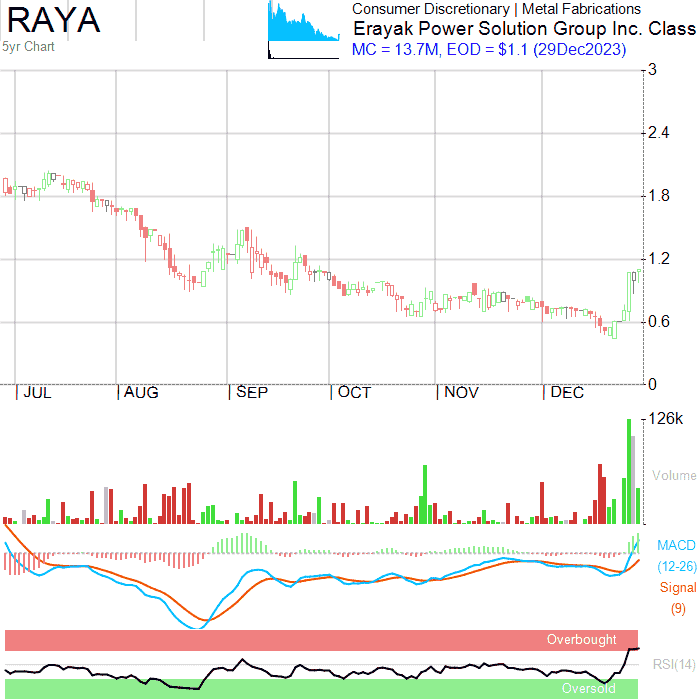 RAYA
5yr Chart
Consumer Discretionary | Metal Fabrications
Erayak Power Solution Group Inc. Class
MC = 13.7M, EOD = $1.1 (29Dec2023)
3
2.4
1.8
1.2
0.6
0
JUL
AUG
SEP
OCT
NOV
DEC
126k
Volume
MACD
(12-26)
Signal
(9)
Overbought
RSI(14)
Oversold